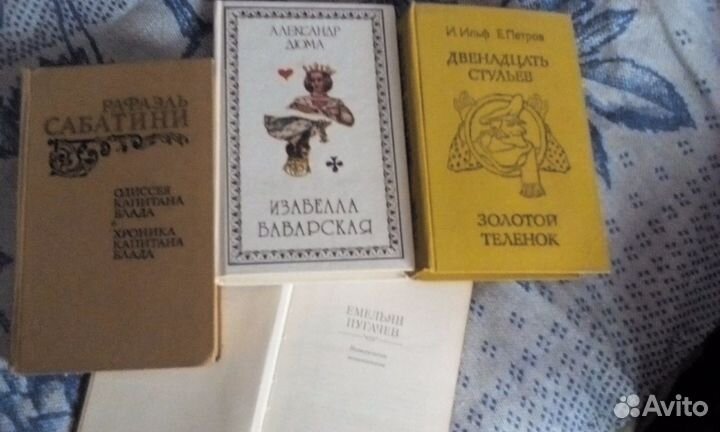 РАФАЭЛЬ
САБАТИНИ
ОДИССЕЯ
КАПИТАНА
БЛАДА
ХРОНИКА
КАПИТАНА
БЛАДА
АЛЕКСАНДР
ДЮМА
ИЗАБЕЛЛА
БАВАРСКАЯ
И. Ильф Е. Петров
ДВЕНАДЦАТЬ
СТУЛЬЕВ
ЗОЛОТОЙ
ТЕЛЕНОК
ЕМЕЛЬЯН
ПУГАЧЕВ
Avito